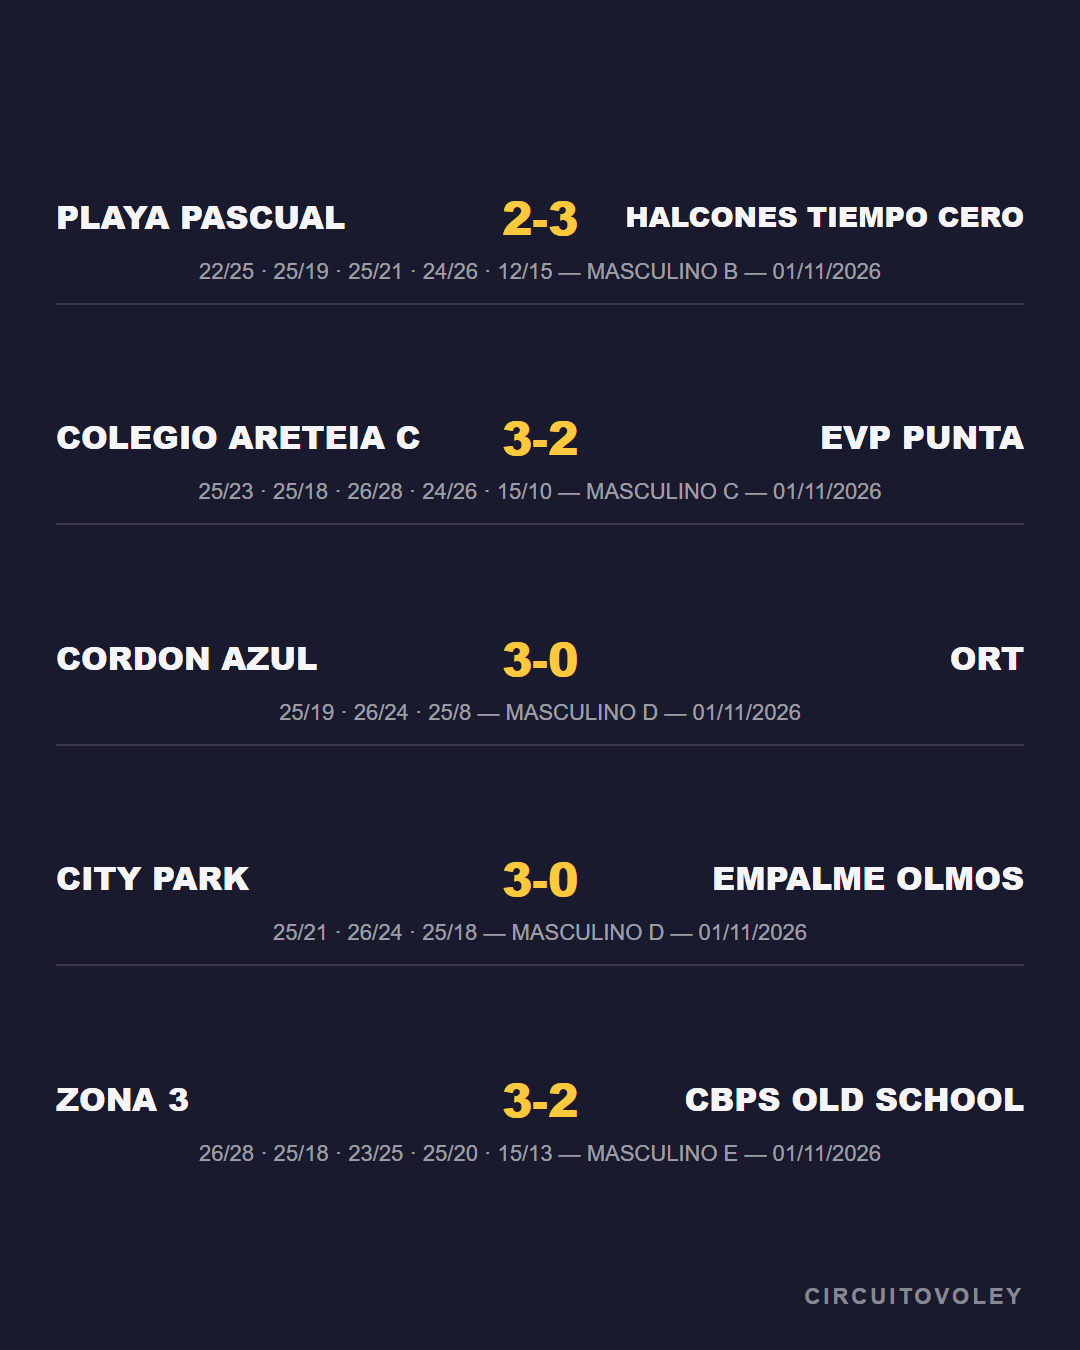 PLAYA PASCUAL 2-3 HALCONES TIEMPO CERO
22/25 · 25/19 · 25/21 · 24/26 · 12/15 — MASCULINO B — 01/11/2026
COLEGIO ARETEIA C 3-2 EVP PUNTA
25/23 · 25/18 · 26/28 · 24/26 · 15/10 — MASCULINO C — 01/11/2026
CORDON AZUL 3-0 ORT
25/19 · 26/24 · 25/8 — MASCULINO D — 01/11/2026
CITY PARK 3-0 EMPALME OLMOS
25/21 · 26/24 · 25/18 — MASCULINO D — 01/11/2026
ZONA 3 3-2 CBPS OLD SCHOOL
26/28 · 25/18 · 23/25 · 25/20 · 15/13 — MASCULINO E — 01/11/2026
CIRCUITOVOLEY